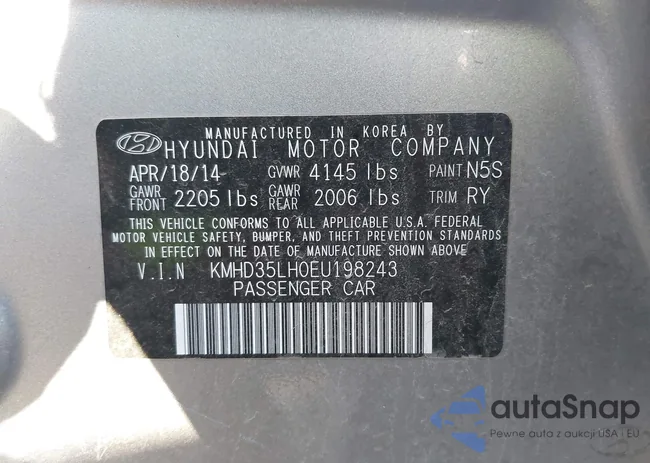 MANUFACTURED IN KOREA BY
HYUNDAI MOTOR COMPANY
APR/18/14 GVWR 4145 lbs PAINT N5S
GAWR FRONT 2205 lbs GAWR REAR 2006 lbs TRIM RY
THIS VEHICLE CONFORMS TO ALL APPLICABLE U.S.A. FEDERAL
MOTOR VEHICLE SAFETY, BUMPER, AND THEFT PREVENTION STANDARDS
IN EFFECT ON THE DATE OF MANUFACTURE SHOWN ABOVE
V.I.N KMHD35LH0EU198243
PASSENGER CAR
autaSnap
Pewne auta z aukcji USA i EU